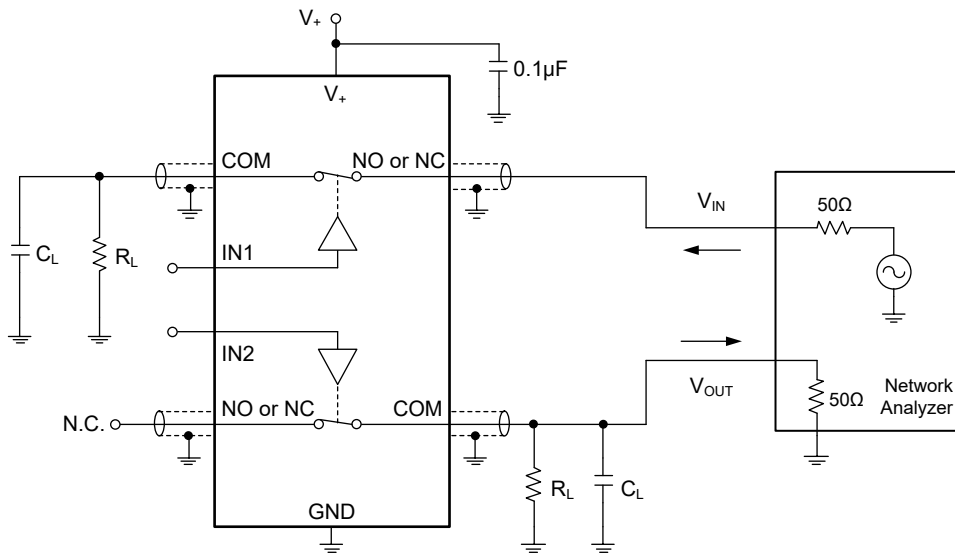 V+
0.1µF
V+
COM
NO or NC
VIN
50Ω
CL
RL
IN1
IN2
VOUT
50Ω
Network
Analyzer
NO or NC
COM
N.C.
RL
CL
GND